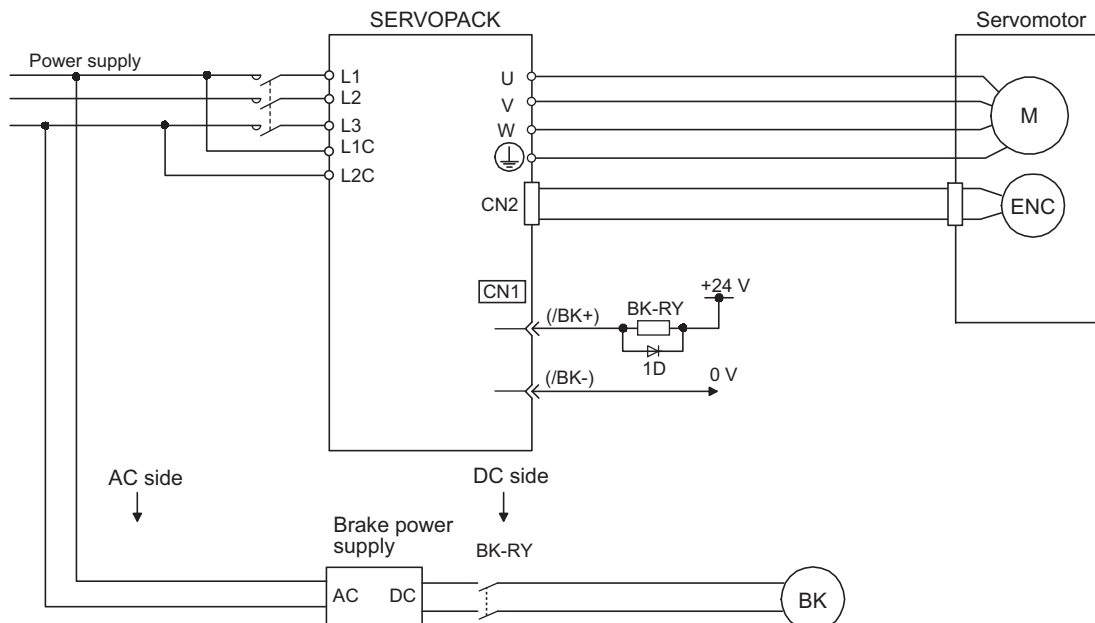 SERVOPACK
Servomotor
Power supply
L1
L2
L3
L1C
L2C
U
V
W
M
CN2
ENC
CN1
+24 V
(/BK+)
BK-RY
1D
(/BK-)
0 V
AC side
DC side
Brake power
supply
BK-RY
AC
DC
BK